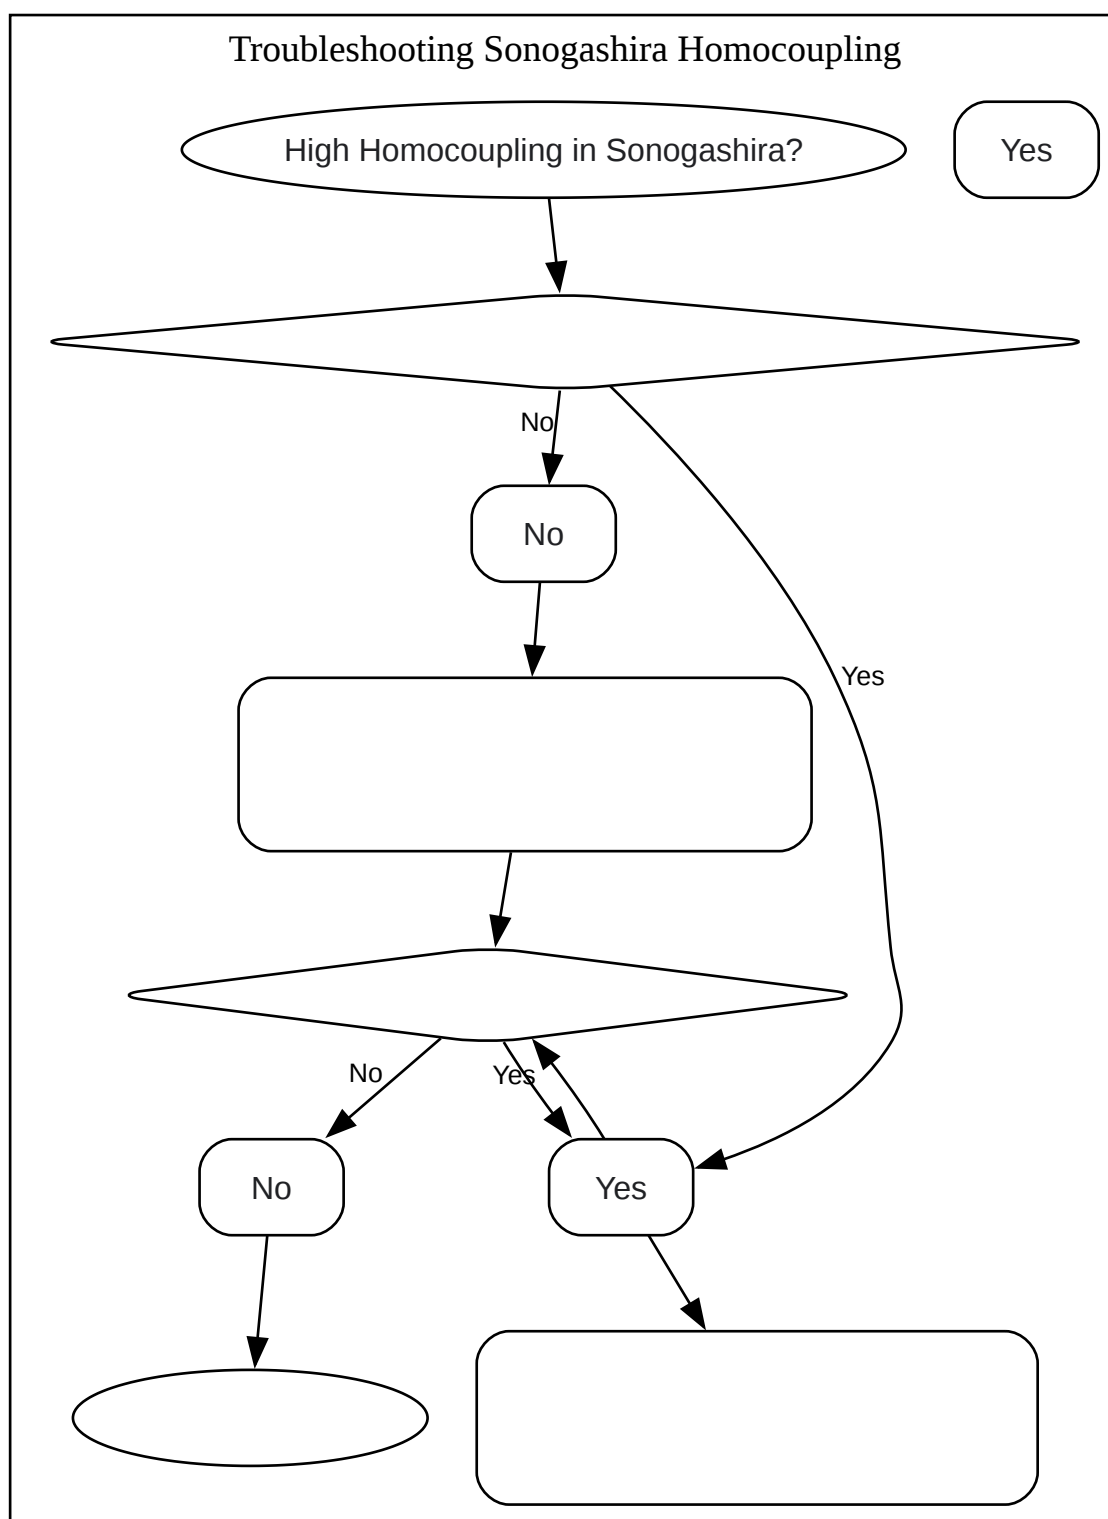 Troubleshooting Sonogashira Homocoupling
High Homocoupling in Sonogashira?
Yes
No
No
Yes
No
Yes
No
Yes